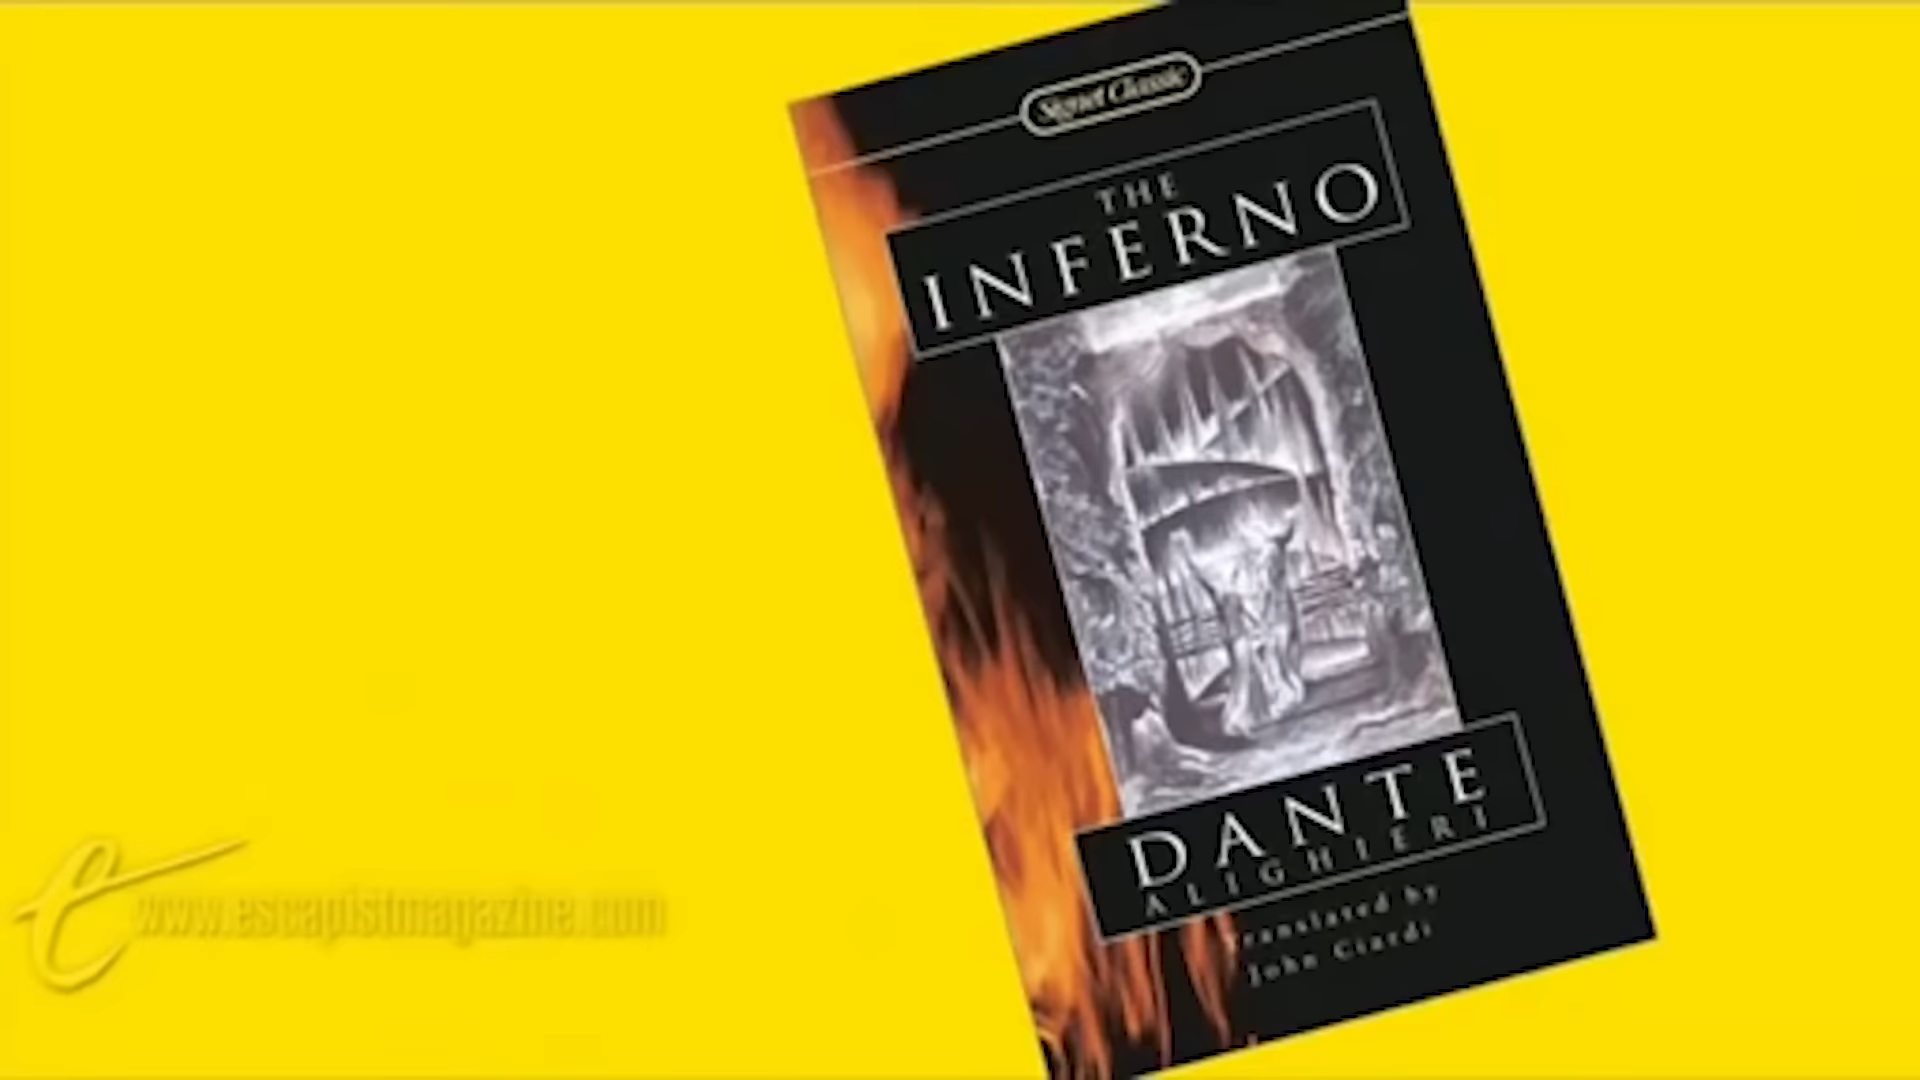 Signet Classic
THE
INFERNO
DANTE
ALIGHIERI
Translated by
John Ciardi
www.escapistmagazine.com